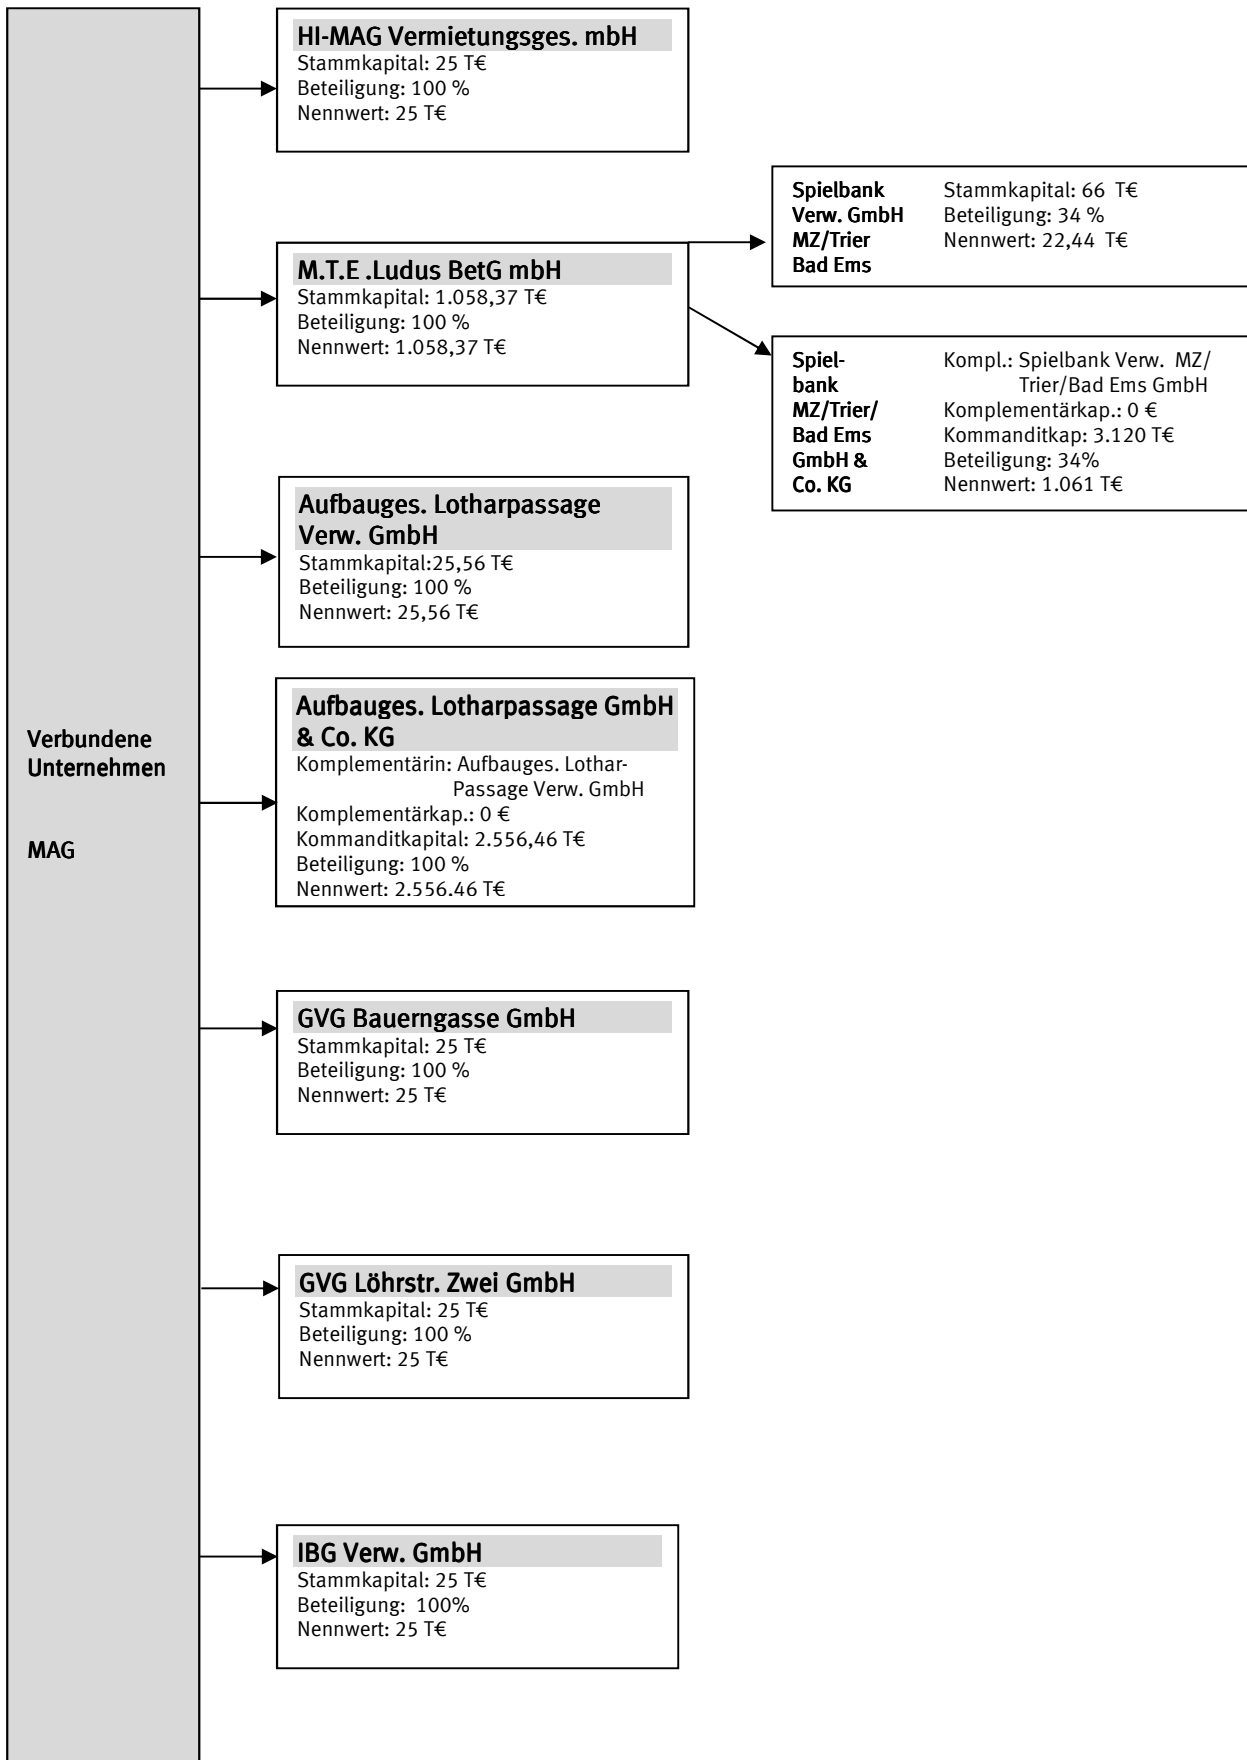 HI-MAG Vermietungsges. mbH
Stammkapital: 25 T€
Beteiligung: 100 %
Nennwert: 25 T€
Spielbank Stammkapital: 66 T€
Verw. GmbH Beteiligung: 34 %
MZ/Trier Nennwert: 22,44 T€
Bad Ems
M.T.E .Ludus BetG mbH
Stammkapital: 1.058,37 T€
Beteiligung: 100 %
Nennwert: 1.058,37 T€
Spiel- Kompl.: Spielbank Verw. MZ/
bank Trier/Bad Ems GmbH
MZ/Trier/ Komplementärkap.: 0 €
Bad Ems Kommanditkap: 3.120 T€
GmbH & Beteiligung: 34%
Co. KG Nennwert: 1.061 T€
Aufbauges. Lotharpassage
Verw. GmbH
Stammkapital:25,56 T€
Beteiligung: 100 %
Nennwert: 25,56 T€
Aufbauges. Lotharpassage GmbH
& Co. KG
Komplementärin: Aufbauges. Lothar-
Passage Verw. GmbH
Komplementärkap.: 0 €
Kommanditkapital: 2.556,46 T€
Beteiligung: 100 %
Nennwert: 2.556.46 T€
Verbundene
Unternehmen
MAG
GVG Bauerngasse GmbH
Stammkapital: 25 T€
Beteiligung: 100 %
Nennwert: 25 T€
GVG Löhrstr. Zwei GmbH
Stammkapital: 25 T€
Beteiligung: 100 %
Nennwert: 25 T€
IBG Verw. GmbH
Stammkapital: 25 T€
Beteiligung: 100%
Nennwert: 25 T€